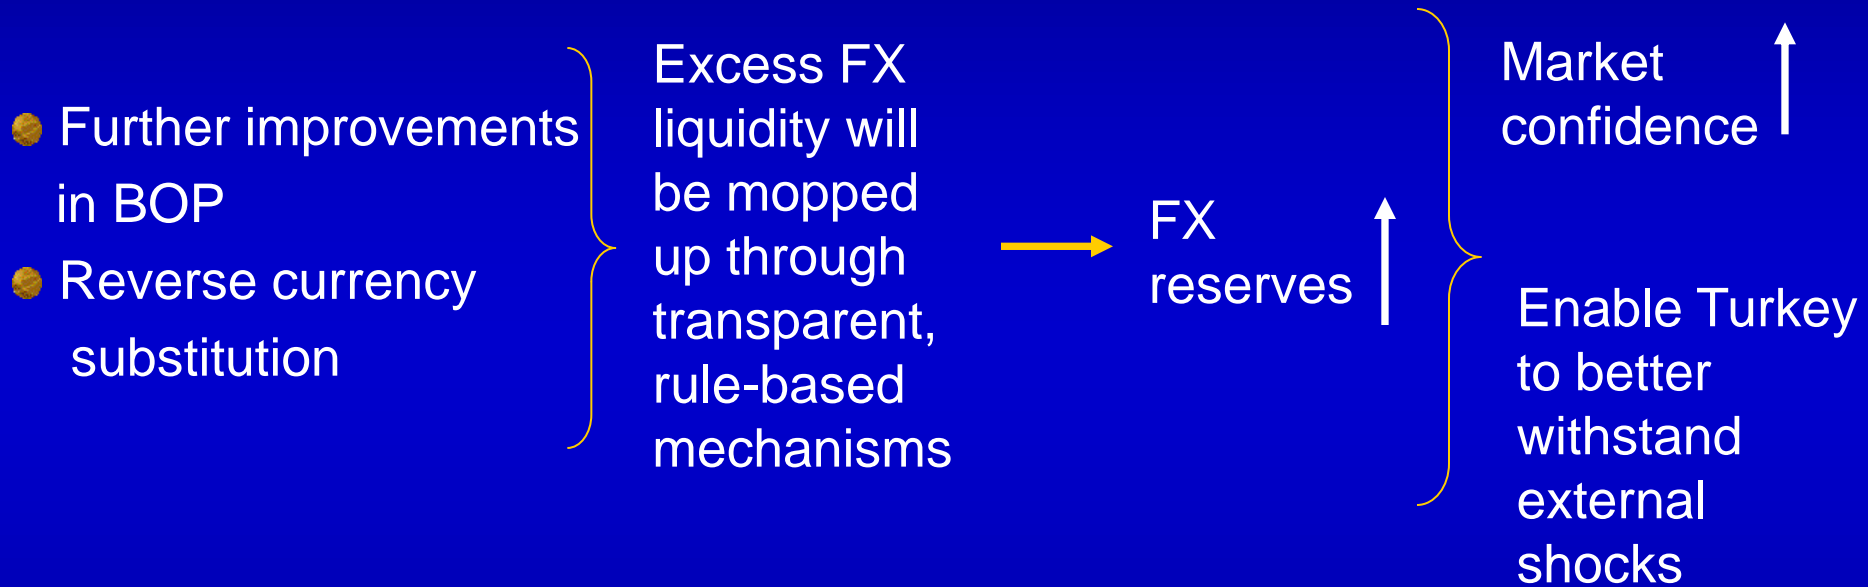 Further improvements
in BOP
Reverse currency
substitution
Excess FX
liquidity will
be mopped
up through
transparent,
rule-based
mechanisms
FX
reserves
Market
confidence
Enable Turkey
to better
withstand
external
shocks